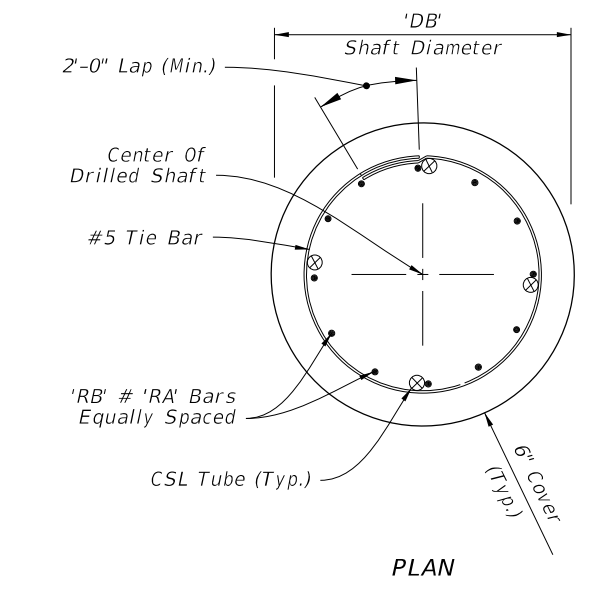 'DB'
Shaft Diameter
2'-0" Lap (Min.)
Center Of
Drilled Shaft
#5 Tie Bar
'RB' # 'RA' Bars
Equally Spaced
CSL Tube (Typ.)
6" Cover
(Typ.)
PLAN